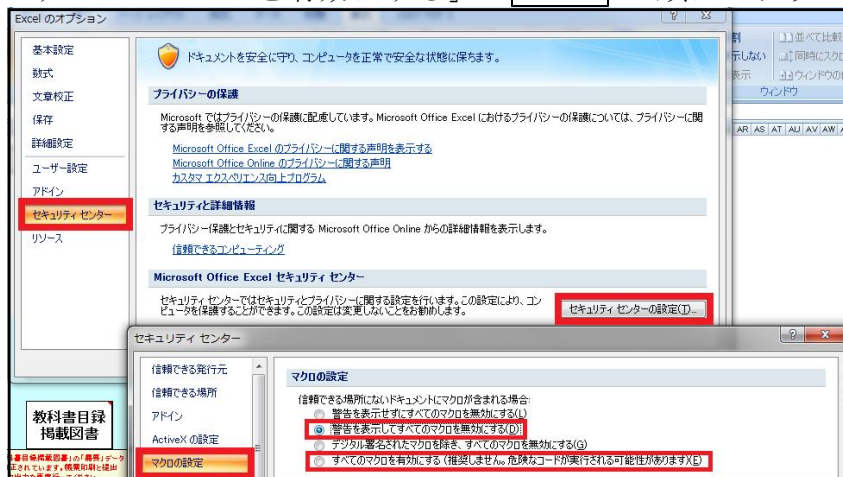 Excel のオプション
基本設定
数式
文章校正
保存
詳細設定
ユーザー設定
アドイン
セキュリティ センター
リソース
ドキュメントを安全に守り、コンピュータを正常で安全な状態に保ちます。
プライバシーの保護
Microsoft ではプライバシーの保護に配慮しています。Microsoft Office Excel におけるプライバシーの保護については、プライバシーに関
する声明を参照してください。
Microsoft Office Excel のプライバシーに関する声明を表示する
Microsoft Office Online のプライバシーに関する声明
カスタマ エクスペリエンス向上プログラム
セキュリティと詳細情報
プライバシー保護とセキュリティに関する Microsoft Office Online からの詳細情報を表示します。
信頼できるコンピューティング
Microsoft Office Excel セキュリティ センター
セキュリティ センターではセキュリティとプライバシーに関する設定を行います。この設定により、コン
ピュータを保護することができます。この設定は変更しないことをお勧めします。
セキュリティ センターの設定(T)...
並べて比較
示しない
同時にスクロ
表示
ウィンドウの
ウィンドウ
AR AS AT AU AV AW
セキュリティ センター
信頼できる発行元
信頼できる場所
アドイン
ActiveX の設定
マクロの設定
マクロの設定
信頼できる場所にないドキュメントにマクロが含まれる場合:
警告を表示せずにすべてのマクロを無効にする(L)
警告を表示してすべてのマクロを無効にする(D)
デジタル署名されたマクロを除き、すべてのマクロを無効にする(G)
すべてのマクロを有効にする (推奨しません。危険なコードが実行される可能性があります)(E)
教科書目録
掲載図書